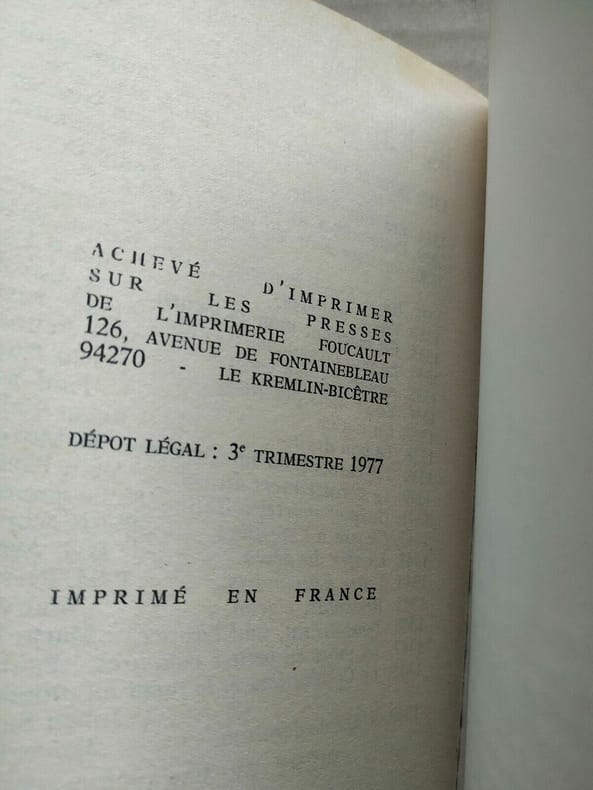 ACHEVÉ D'IMPRIMER
SUR LES PRESSES
DE L'IMPRIMERIE FOUCAULT
126, AVENUE DE FONTAINEBLEAU
94270 - LE KREMLIN-BICÊTRE
DÉPOT LÉGAL : 3e TRIMESTRE 1977
IMPRIMÉ EN FRANCE